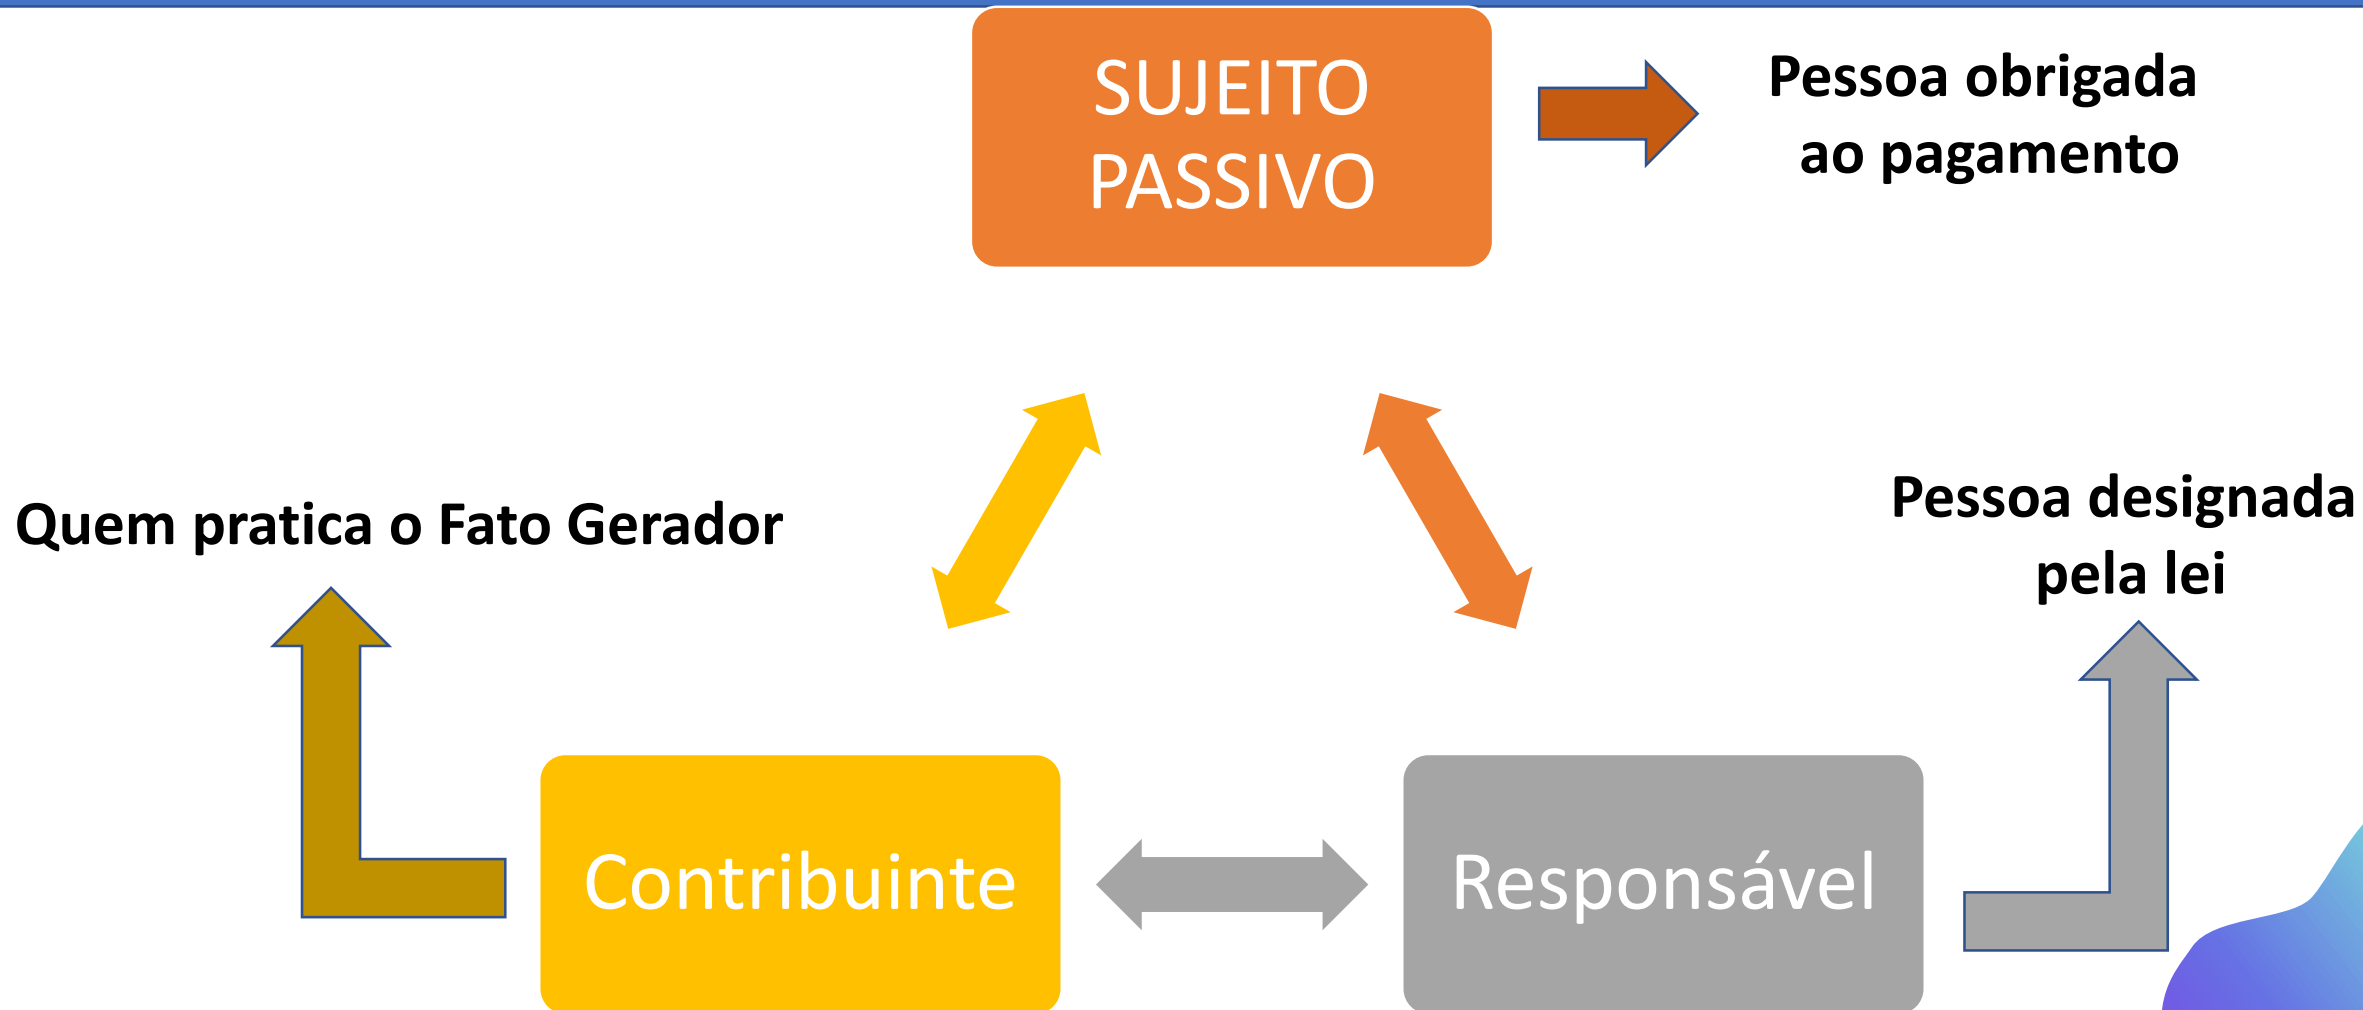 SUJEITO
PASSIVO
Pessoa obrigada
ao pagamento
Quem pratica o Fato Gerador
Pessoa designada
pela lei
Contribuinte
Responsável